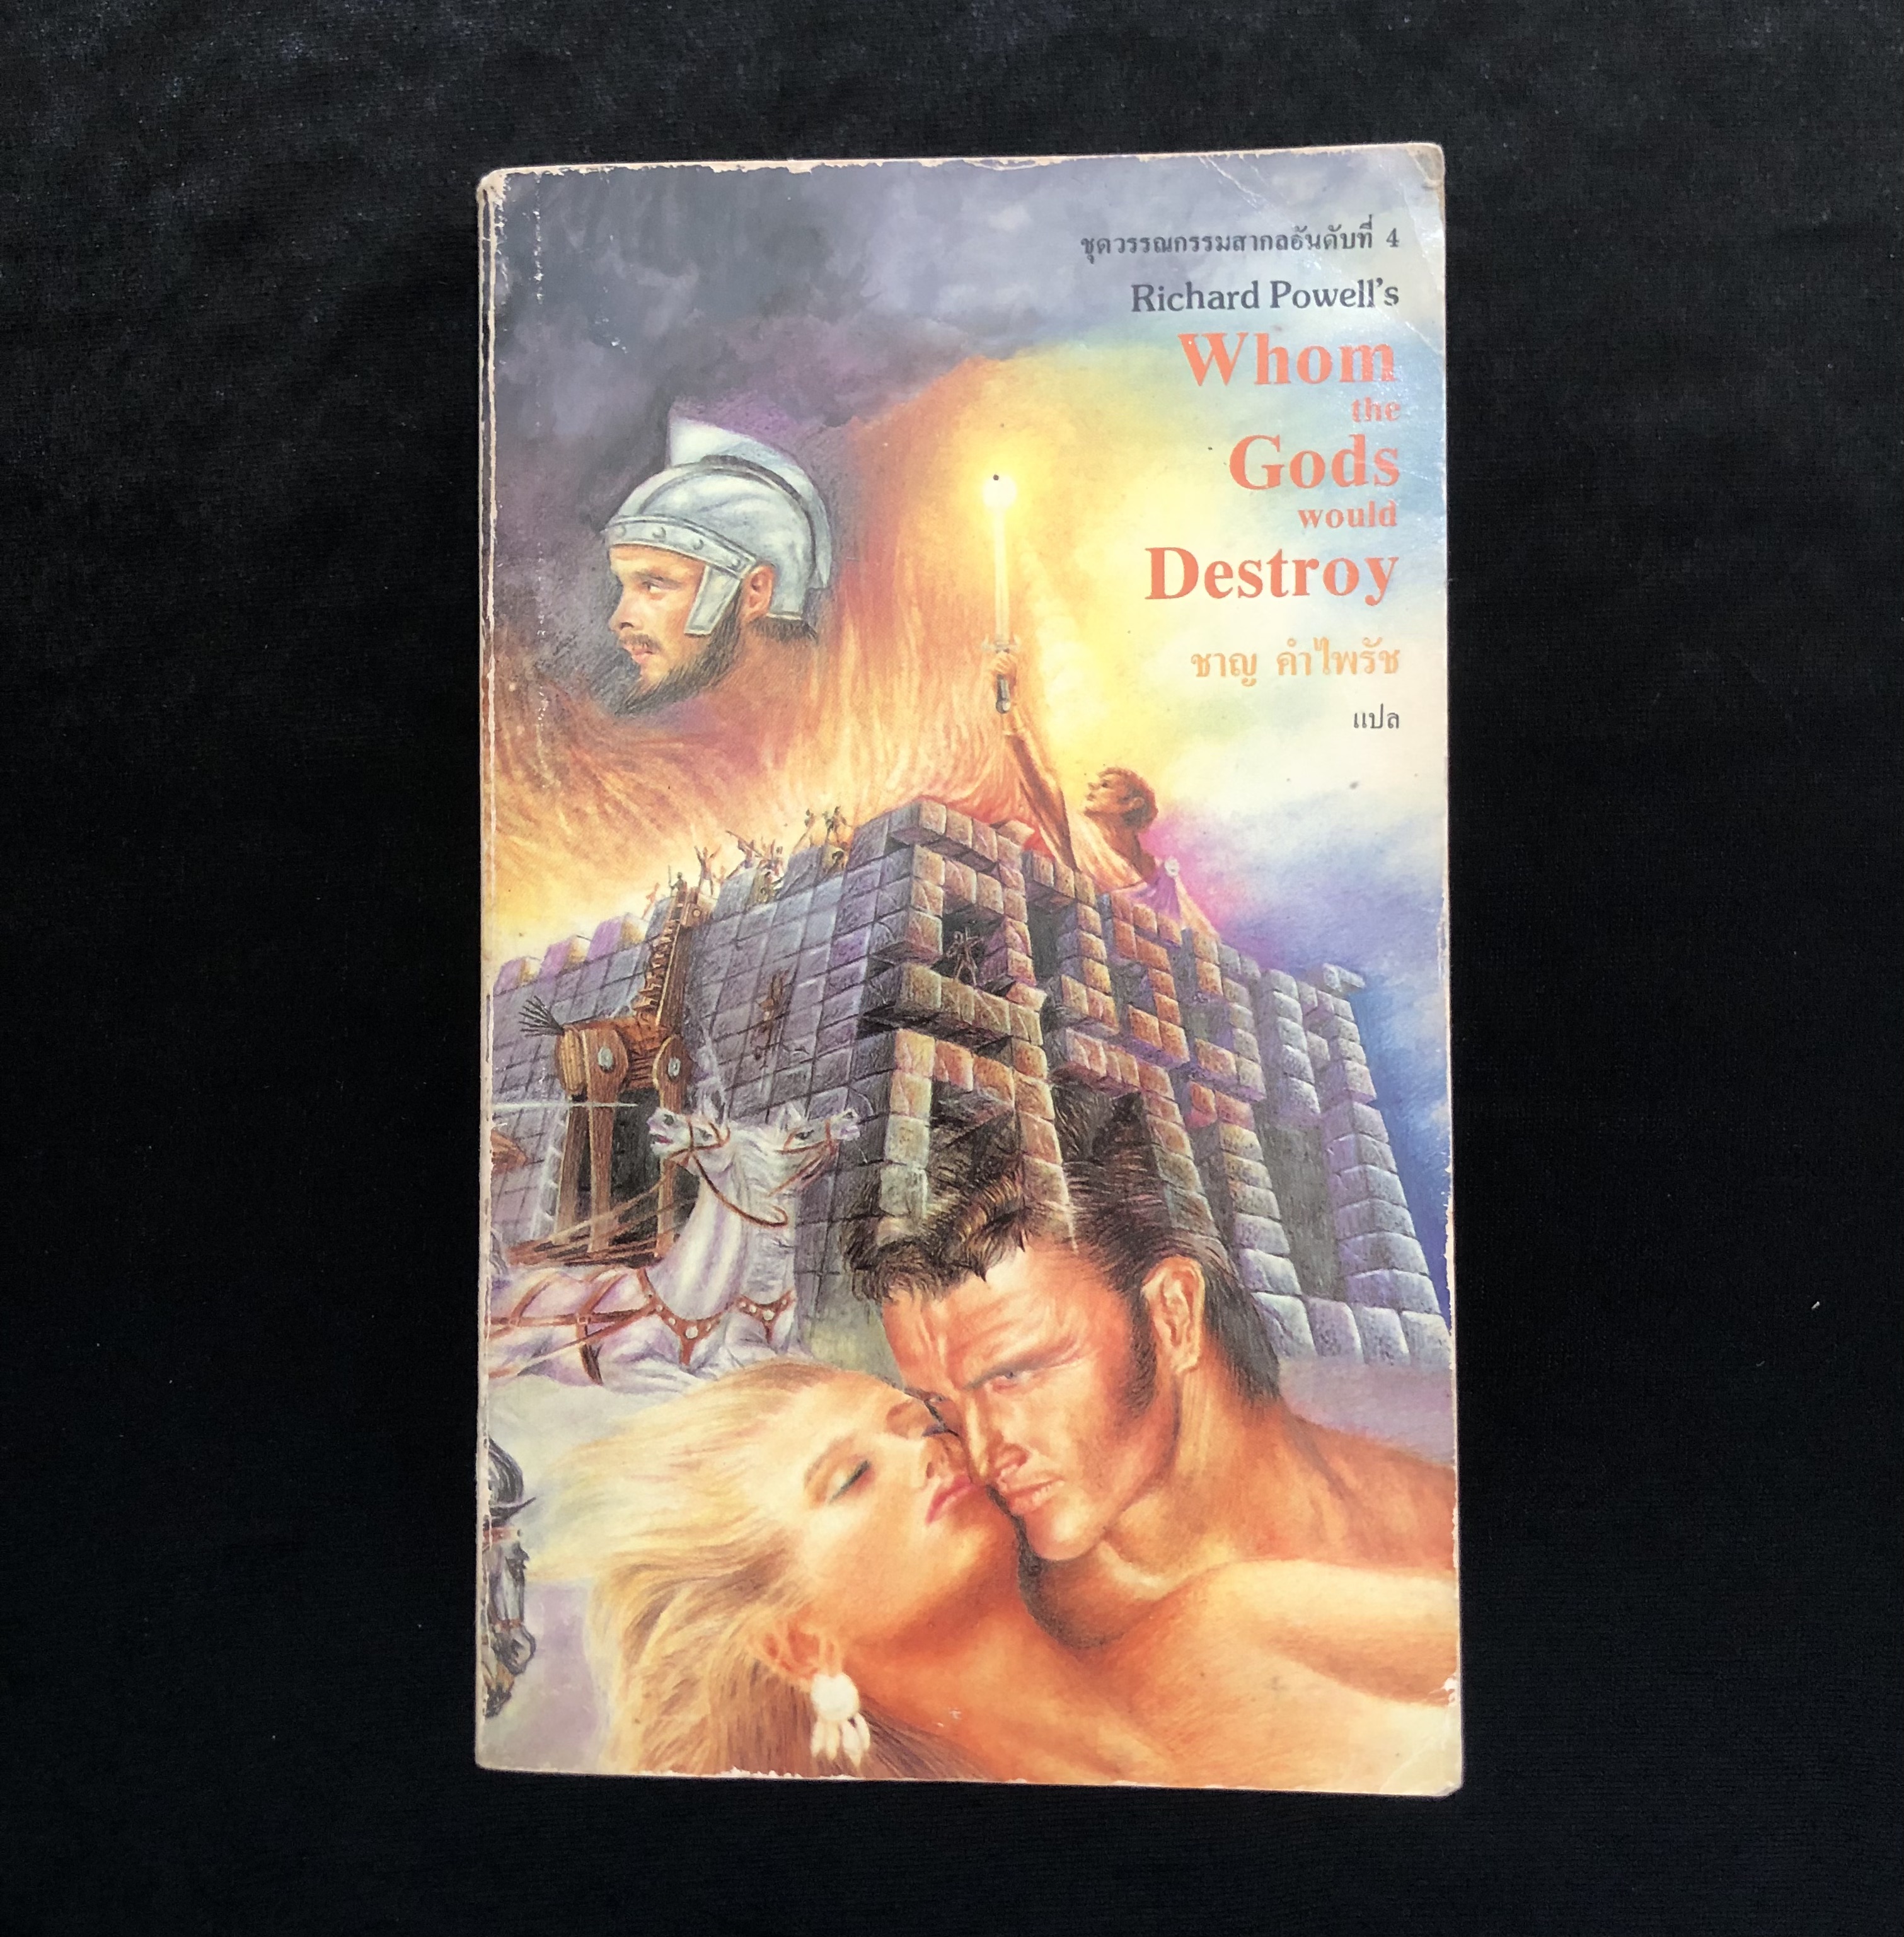 ชุดวรรณกรรมสากลอันดับที่ 4
Richard Powell's
Whom
the
Gods
would
Destroy
ชาญ คำไพรัช
แปล